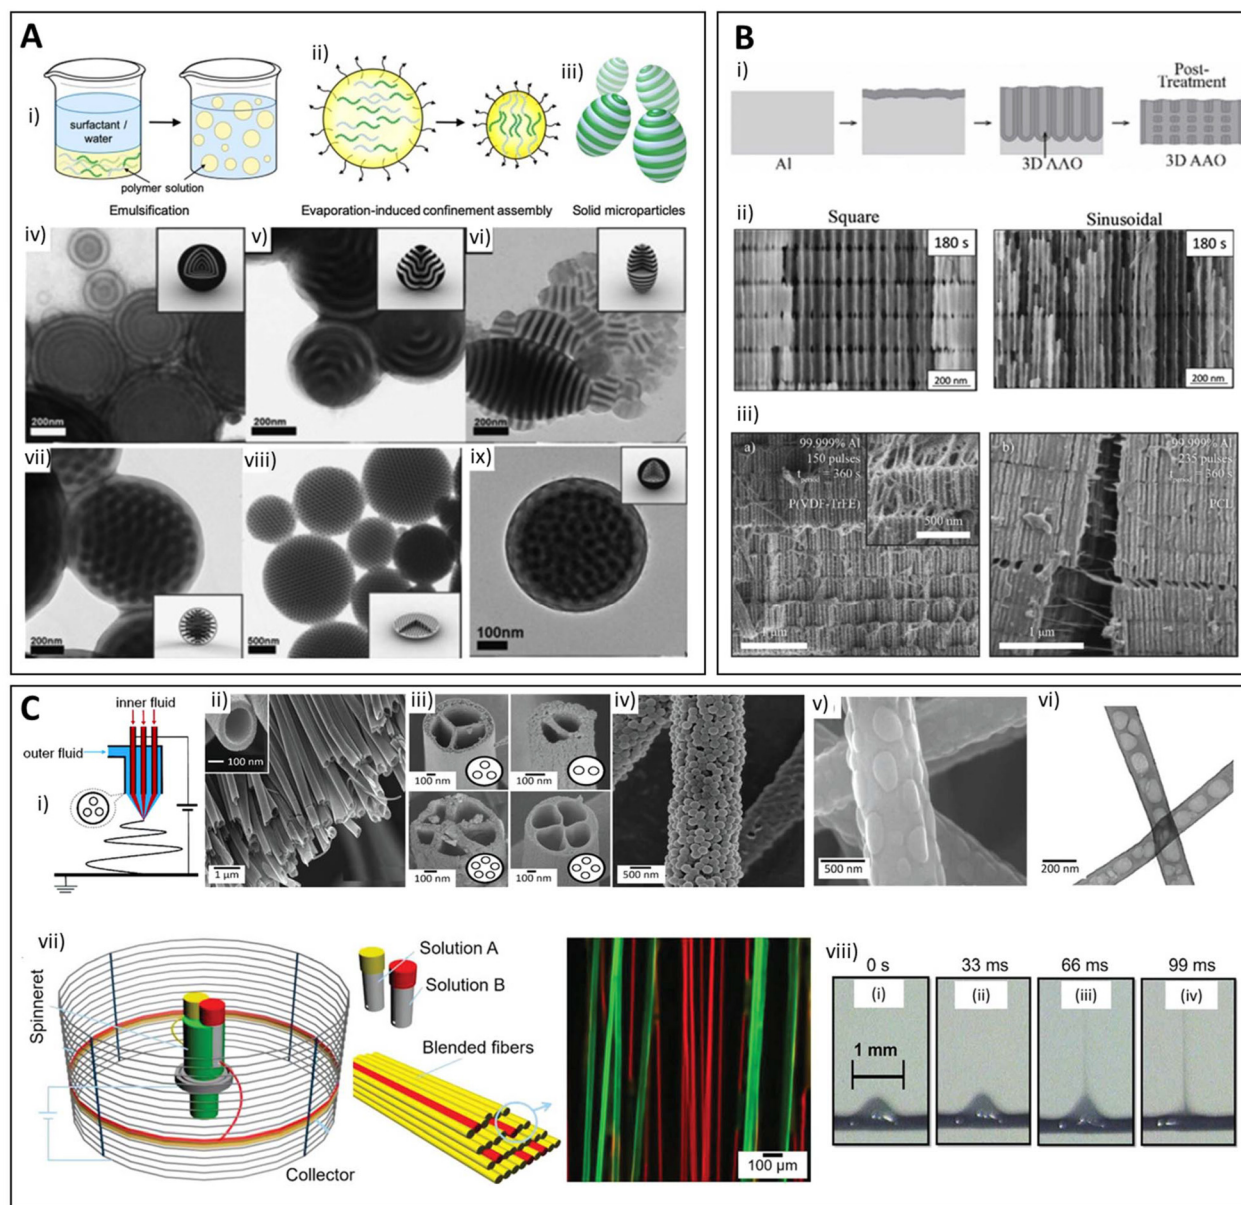 A
i)
surfactant /
water
polymer solution
Emulsification
ii)
Evaporation-induced confinement assembly
iii)
Solid microparticles
iv)
200nm
v)
200nm
vi)
200nm
vii)
200nm
viii)
500nm
ix)
100nm
B
i)
Al
3D ΛΛO
Post-
Treatment
3D AAO
ii)
Square
180 s
200 nm
Sinusoidal
180 s
200 nm
iii)
a)
99.999% Al
150 pulses
= 360 s
P(VDF-TrFE)
500 nm
1 μm
b)
99.999% Al
235 pulses
360 s
PCL
1 μm
C
inner fluid
outer fluid
i)
ii)
100 nm
1 μm
iii)
100 nm
100 nm
100 nm
100 nm
iv)
500 nm
v)
500 nm
vi)
200 nm
vii)
Spinneret
Collector
Solution A
Solution B
Blended fibers
100 μm
viii)
0 s
33 ms
66 ms
99 ms
(i)
(ii)
(iii)
(iv)
1 mm